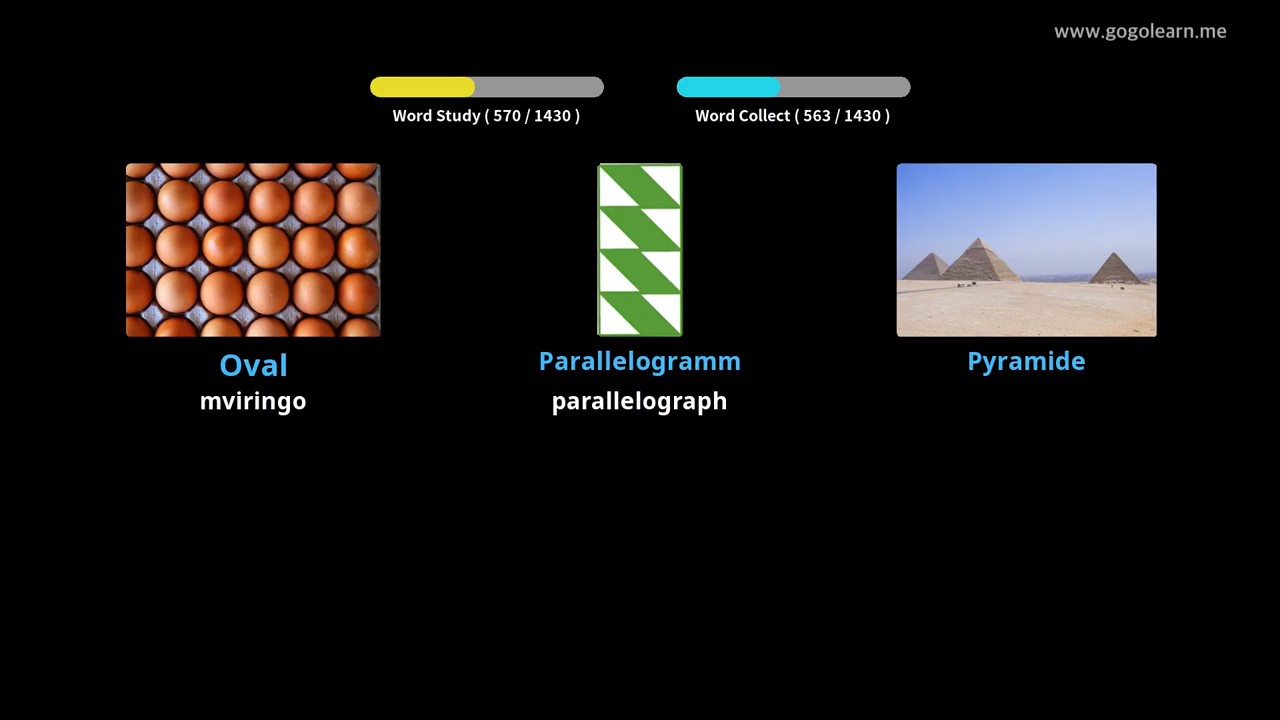 www.gogolearn.me
Word Study ( 570 / 1430 )
Word Collect ( 563 / 1430 )
Oval
Parallelogramm
Pyramide
mviringo
parallelograph